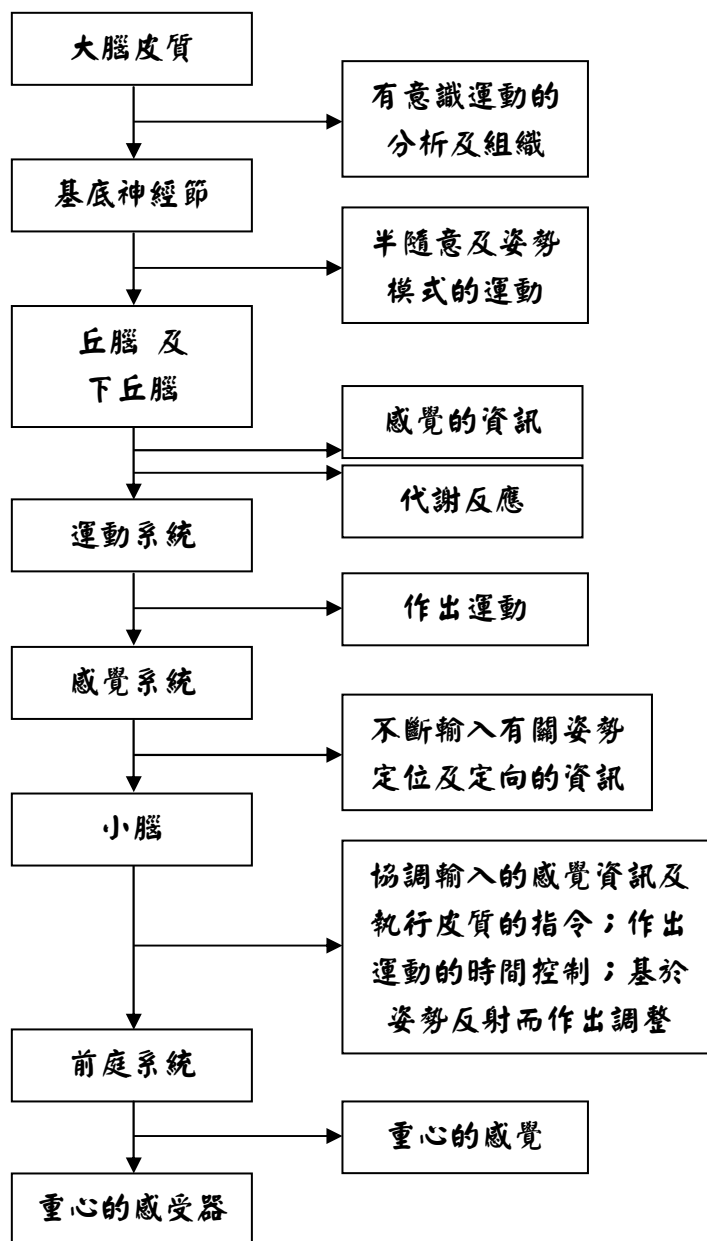 大腦皮質
有意識運動的
分析及組織
基底神經節
半隨意及姿勢
模式的運動
丘腦 及
下丘腦
感覺的資訊
代謝反應
運動系統
作出運動
感覺系統
不斷輸入有關姿勢
定位及定向的資訊
小腦
協調輸入的感覺資訊及
執行皮質的指令；作出
運動的時間控制；基於
姿勢反射而作出調整
前庭系統
重心的感覺
重心的感受器